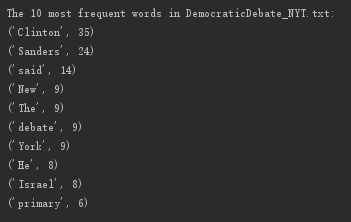 The 10 most frequent words in DemocraticDebate_NYT.txt:
('Clinton', 35)
('Sanders', 24)
('said', 14)
('New', 9)
('The', 9)
('debate', 9)
('York', 9)
('He', 8)
('Israel', 8)
('primary', 6)